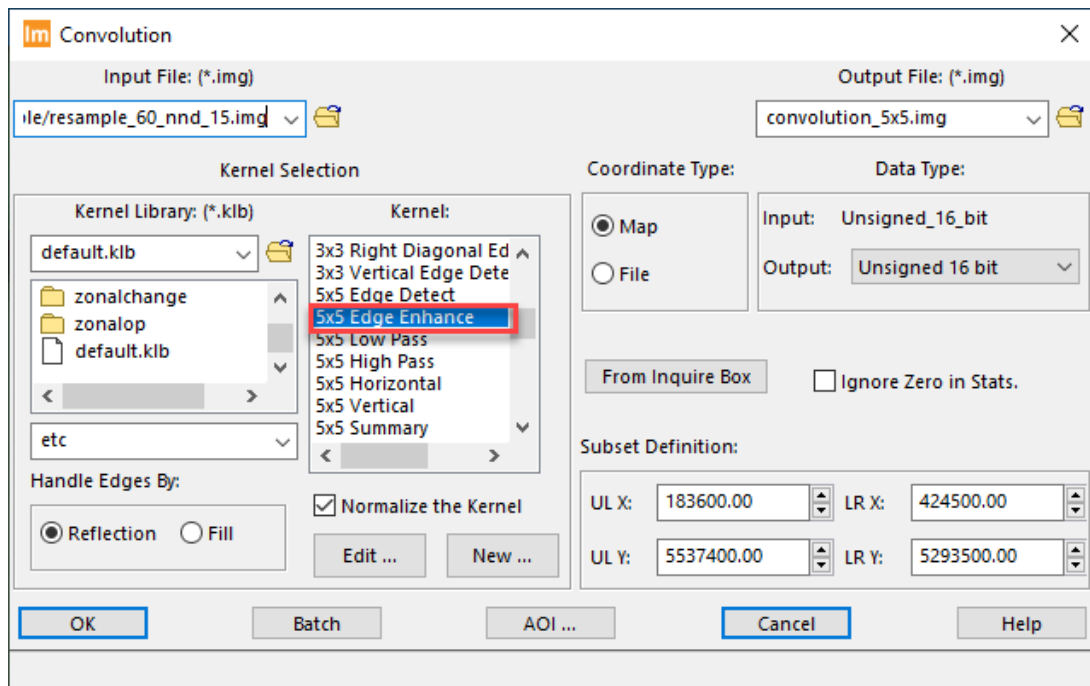 Im Convolution
Input File: (*.img)
Output File: (*.img)
ıle/resample_60_nnd_15.img
convolution_5x5.img
Kernel Selection
Coordinate Type:
Data Type:
Kernel Library: (*.klb)
Kernel:
default.klb
zonalchange
zonalop
default.klb
etc
3x3 Right Diagonal Ed
3x3 Vertical Edge Dete
5x5 Edge Detect
5x5 Edge Enhance
5x5 Low Pass
5x5 High Pass
5x5 Horizontal
5x5 Vertical
5x5 Summary
Map
File
Input: Unsigned_16_bit
Output: Unsigned 16 bit
From Inquire Box
Ignore Zero in Stats.
Handle Edges By:
Reflection Fill
Normalize the Kernel
Edit ... New ...
Subset Definition:
UL X: 183600.00 LR X: 424500.00
UL Y: 5537400.00 LR Y: 5293500.00
OK Batch AOI ... Cancel Help